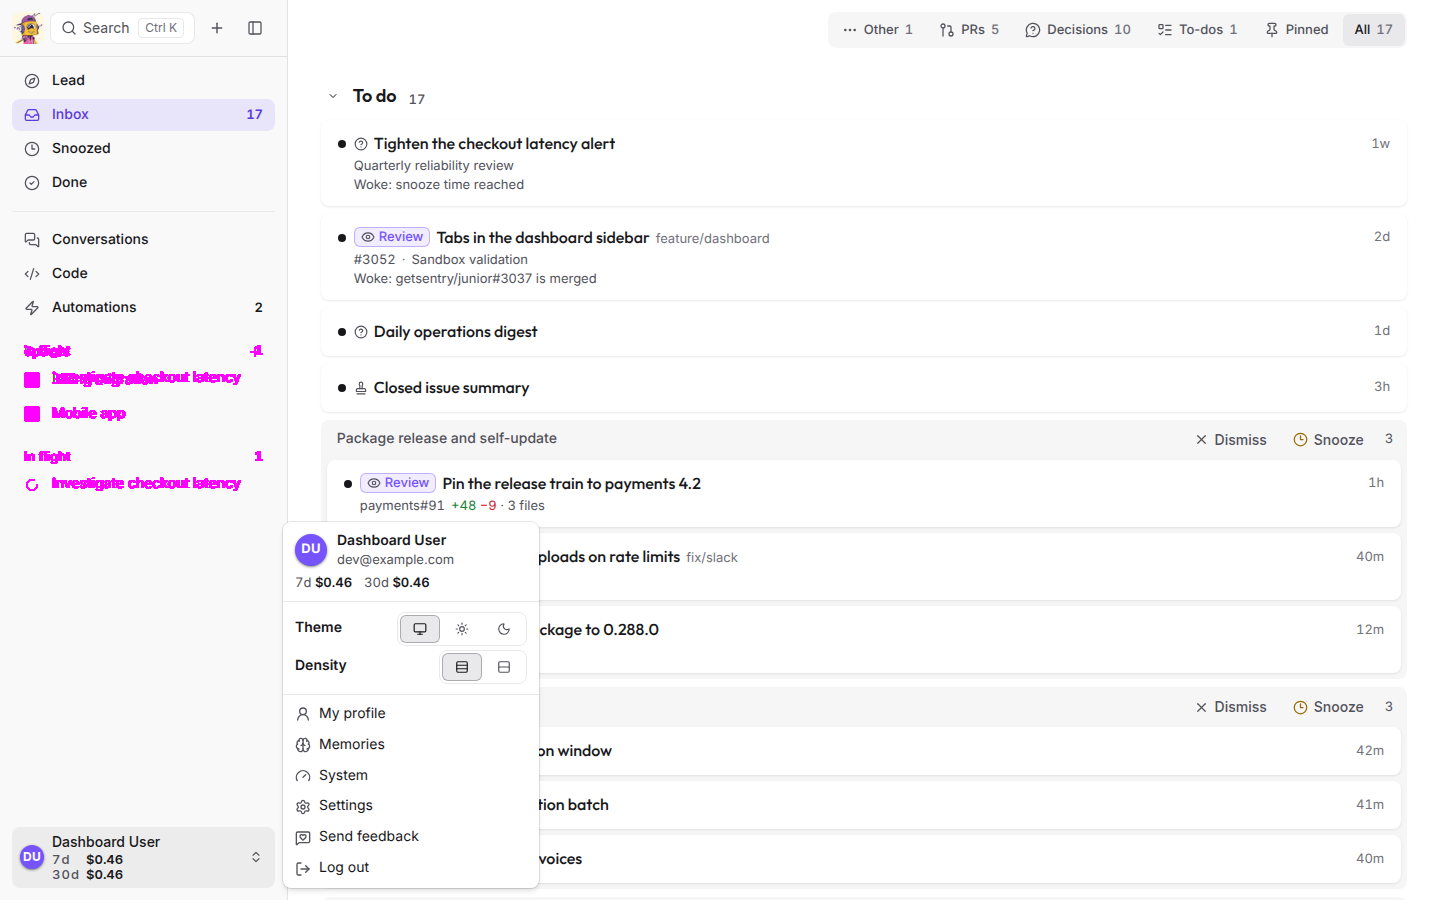 Search Ctrl K
Lead
Inbox 17
Snoozed
Done
Conversations
Code
Automations 2
Mobile app
In flight 1
Investigate checkout latency
Dashboard User
DU
7d $0.46
30d $0.46
Other 1
PRs 5
Decisions 10
To-dos 1
Pinned
All 17
To do 17
Tighten the checkout latency alert 1w
Quarterly reliability review
Woke: snooze time reached
Review Tabs in the dashboard sidebar feature/dashboard 2d
#3052 · Sandbox validation
Woke: getsentry/junior#3037 is merged
Daily operations digest 1d
Closed issue summary 3h
Package release and self-update Dismiss Snooze 3
Review Pin the release train to payments 4.2 1h
payments#91 +48 −9 · 3 files
ploads on rate limits fix/slack 40m
ckage to 0.288.0 12m
Dismiss Snooze 3
on window 42m
tion batch 41m
voices 40m
DU Dashboard User
dev@example.com
7d $0.46 30d $0.46
Theme
Density
My profile
Memories
System
Settings
Send feedback
Log out